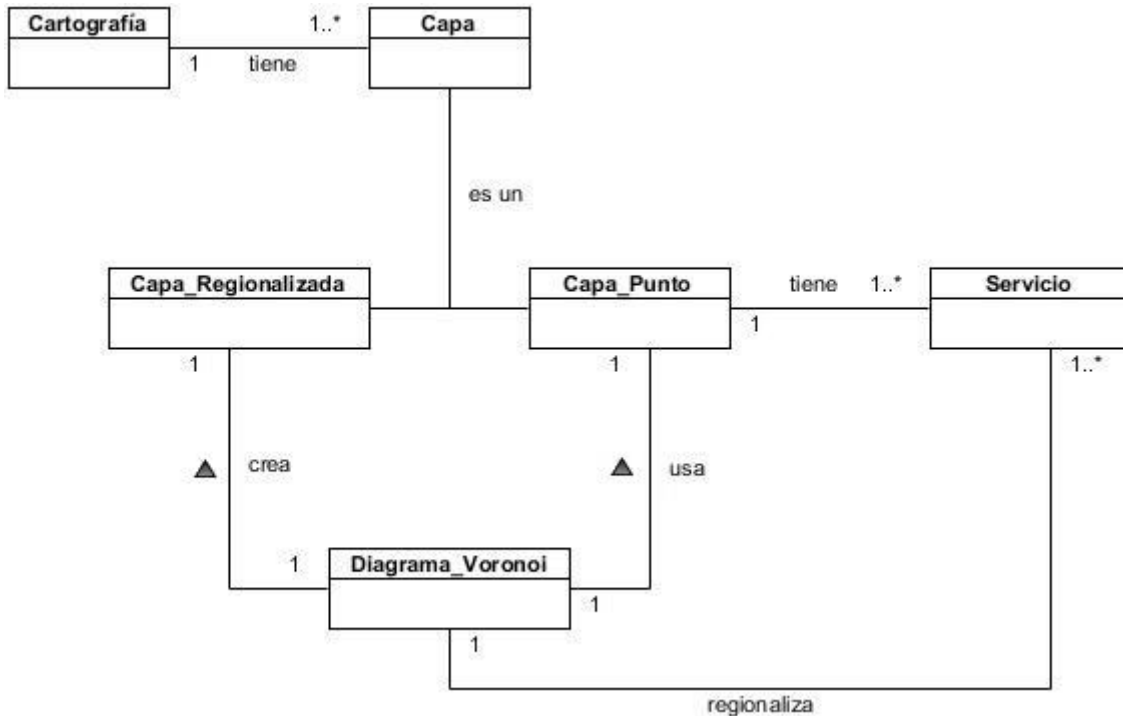 Cartografía
1..*
Capa
1
tiene
es un
Capa_Regionalizada
Capa_Punto
tiene
1..*
Servicio
1
1
1
1..*
crea
usa
1
Diagrama_Voronoi
1
1
regionaliza